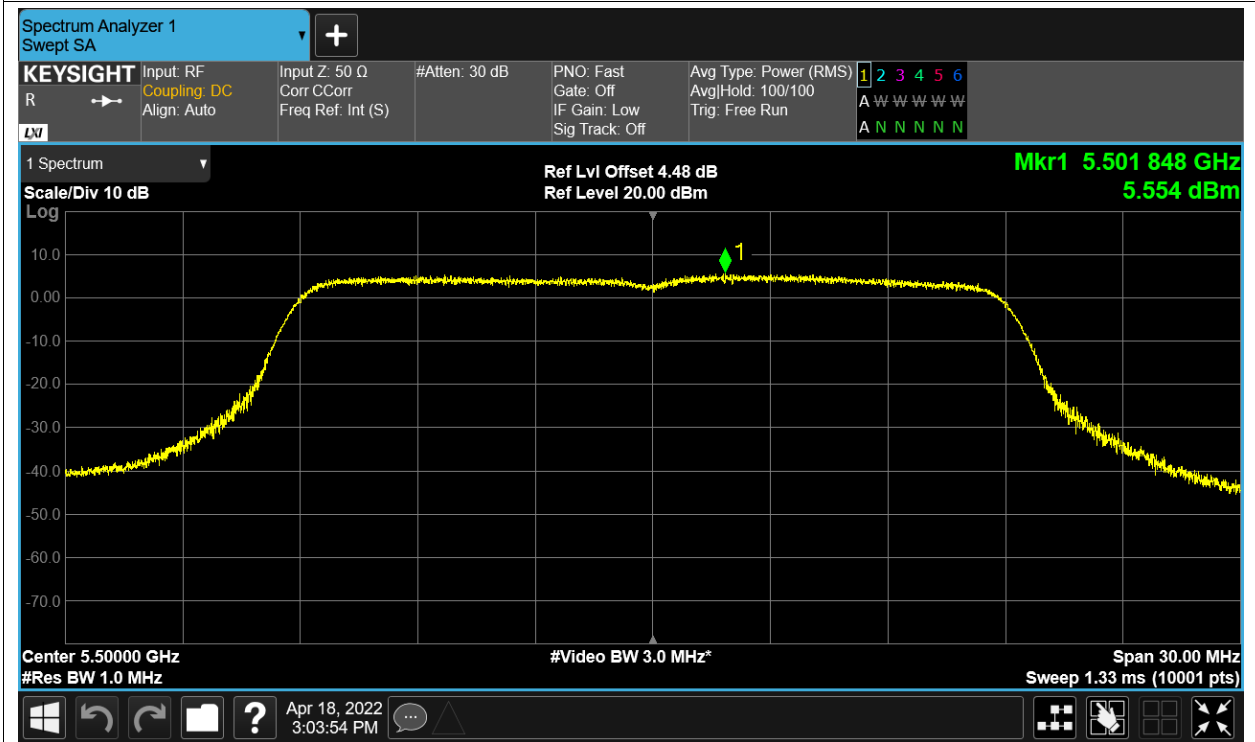 Spectrum Analyzer 1
Swept SA
+
KEYSIGHT
R
LXI
Input: RF
Coupling: DC
Align: Auto
Input Z: 50 Ω
Corr CCorr
Freq Ref: Int (S)
#Atten: 30 dB
PNO: Fast
Gate: Off
IF Gain: Low
Sig Track: Off
Avg Type: Power (RMS)
Avg|Hold: 100/100
Trig: Free Run
1 2 3 4 5 6
A W W W W W
A N N N N N
1 Spectrum
Scale/Div 10 dB
Log
Ref Lvl Offset 4.48 dB
Ref Level 20.00 dBm
Mkr1 5.501 848 GHz
5.554 dBm
1
10.0
0.00
-10.0
-20.0
-30.0
-40.0
-50.0
-60.0
-70.0
Center 5.50000 GHz
#Res BW 1.0 MHz
#Video BW 3.0 MHz*
Span 30.00 MHz
Sweep 1.33 ms (10001 pts)
?
Apr 18, 2022
3:03:54 PM